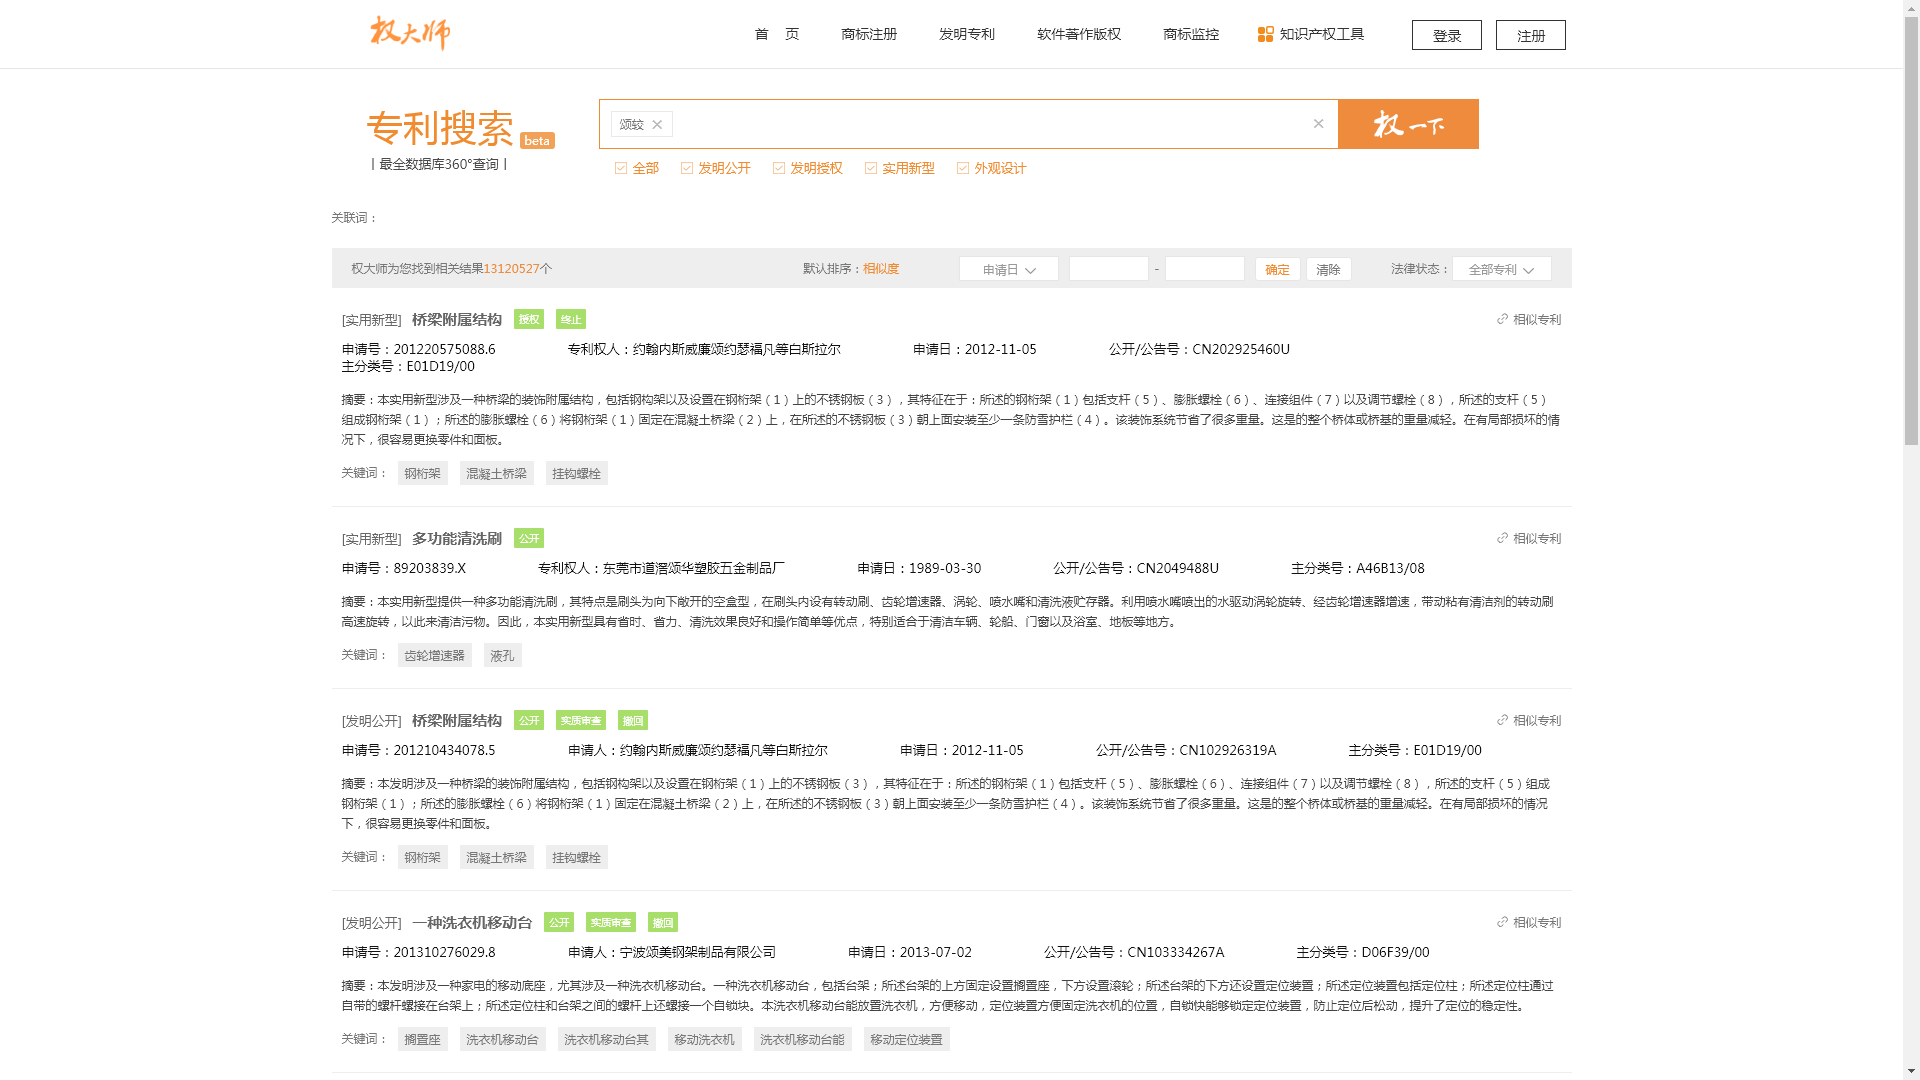 权大师
首 页
商标注册
发明专利
软件著作版权
商标监控
知识产权工具
登录
注册
专利搜索 beta
丨最全数据库360°查询丨
颂较
权一下
全部
发明公开
发明授权
实用新型
外观设计
关联词：
权大师为您找到相关结果13120527个
默认排序：相似度
申请日
-
确定
清除
法律状态：
全部专利
[实用新型] 桥梁附属结构 授权 终止
相似专利
申请号：201220575088.6 专利权人：约翰内斯威廉颂约瑟福凡等白斯拉尔 申请日：2012-11-05 公开/公告号：CN202925460U
主分类号：E01D19/00
摘要：本实用新型涉及一种桥梁的装饰附属结构，包括钢构架以及设置在钢桁架（1）上的不锈钢板（3），其特征在于：所述的钢桁架（1）包括支杆（5）、膨胀螺栓（6）、连接组件（7）以及调节螺栓（8），所述的支杆（5）
组成钢桁架（1）；所述的膨胀螺栓（6）将钢桁架（1）固定在混凝土桥梁（2）上，在所述的不锈钢板（3）朝上面安装至少一条防雪护栏（4）。该装饰系统节省了很多重量。这是的整个桥体或桥基的重量减轻。在有局部损坏的情
况下，很容易更换零件和面板。
关键词： 钢桁架 混凝土桥梁 挂钩螺栓
[实用新型] 多功能清洗刷 公开
相似专利
申请号：89203839.X 专利权人：东莞市道滘颂华塑胶五金制品厂 申请日：1989-03-30 公开/公告号：CN2049488U 主分类号：A46B13/08
摘要：本实用新型提供一种多功能清洗刷，其特点是刷头为向下敞开的空盒型，在刷头内设有转动刷、齿轮增速器、涡轮、喷水嘴和清洗液贮存器。利用喷水嘴喷出的水驱动涡轮旋转、经齿轮增速器增速，带动粘有清洁剂的转动刷
高速旋转，以此来清洁污物。因此，本实用新型具有省时、省力、清洗效果良好和操作简单等优点，特别适合于清洁车辆、轮船、门窗以及浴室、地板等地方。
关键词： 齿轮增速器 液孔
[发明公开] 桥梁附属结构 公开 实质审查 撤回
相似专利
申请号：201210434078.5 申请人：约翰内斯威廉颂约瑟福凡等白斯拉尔 申请日：2012-11-05 公开/公告号：CN102926319A 主分类号：E01D19/00
摘要：本发明涉及一种桥梁的装饰附属结构，包括钢构架以及设置在钢桁架（1）上的不锈钢板（3），其特征在于：所述的钢桁架（1）包括支杆（5）、膨胀螺栓（6）、连接组件（7）以及调节螺栓（8），所述的支杆（5）组成
钢桁架（1）；所述的膨胀螺栓（6）将钢桁架（1）固定在混凝土桥梁（2）上，在所述的不锈钢板（3）朝上面安装至少一条防雪护栏（4）。该装饰系统节省了很多重量。这是的整个桥体或桥基的重量减轻。在有局部损坏的情况
下，很容易更换零件和面板。
关键词： 钢桁架 混凝土桥梁 挂钩螺栓
[发明公开] 一种洗衣机移动台 公开 实质审查 撤回
相似专利
申请号：201310276029.8 申请人：宁波颂美钢架制品有限公司 申请日：2013-07-02 公开/公告号：CN103334267A 主分类号：D06F39/00
摘要：本发明涉及一种家电的移动底座，尤其涉及一种洗衣机移动台。一种洗衣机移动台，包括台架；所述台架的上方固定设置搁置座，下方设置滚轮；所述台架的下方还设置定位装置；所述定位装置包括定位柱；所述定位柱通过
自带的螺杆螺接在台架上；所述定位柱和台架之间的螺杆上还螺接一个自锁块。本洗衣机移动台能放置洗衣机，方便移动，定位装置方便固定洗衣机的位置，自锁快能够锁定定位装置，防止定位后松动，提升了定位的稳定性。
关键词： 搁置座 洗衣机移动台 洗衣机移动台其 移动洗衣机 洗衣机移动台能 移动定位装置